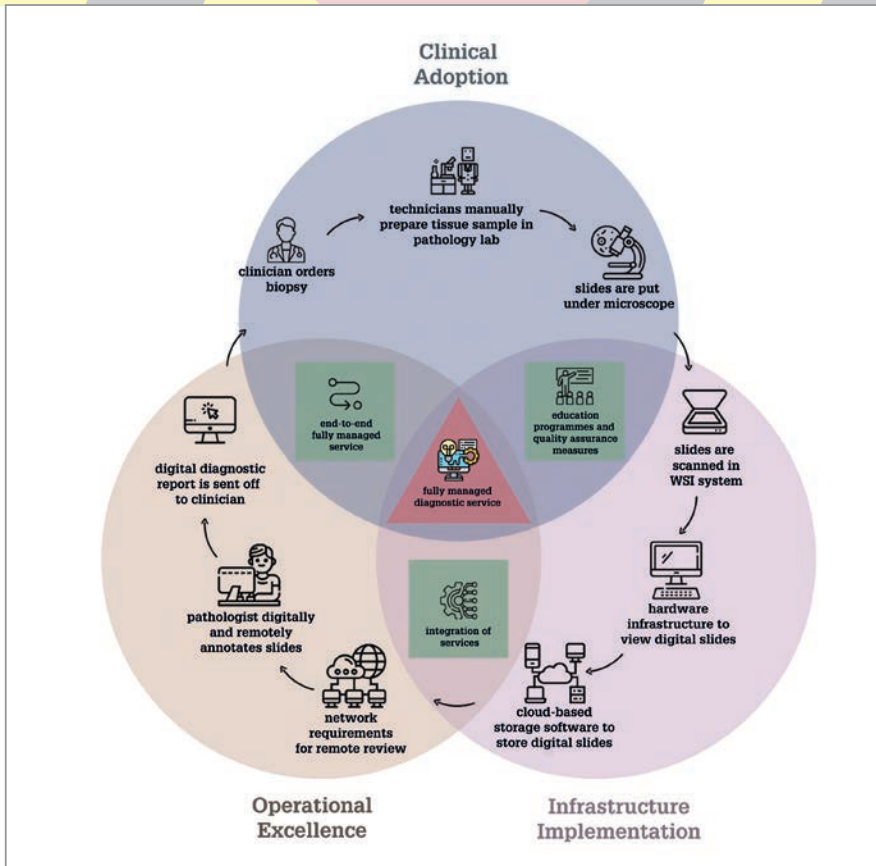 Clinical
Adoption
technicians manually
prepare tissue sample in
pathology lab
clinician orders
biopsy
slides are put
under microscope
end-to-end
fully managed
service
education
programmes and
quality assurance
measures
fully managed
diagnostic service
slides are
scanned in
WSI system
digital diagnostic
report is sent off
to clinician
hardware
infrastructure to
view digital slides
pathologist digitally
and remotely
annotates slides
integration of
services
cloud-based
storage software to
store digital slides
network
requirements
for remote review
Operational
Excellence
Infrastructure
Implementation